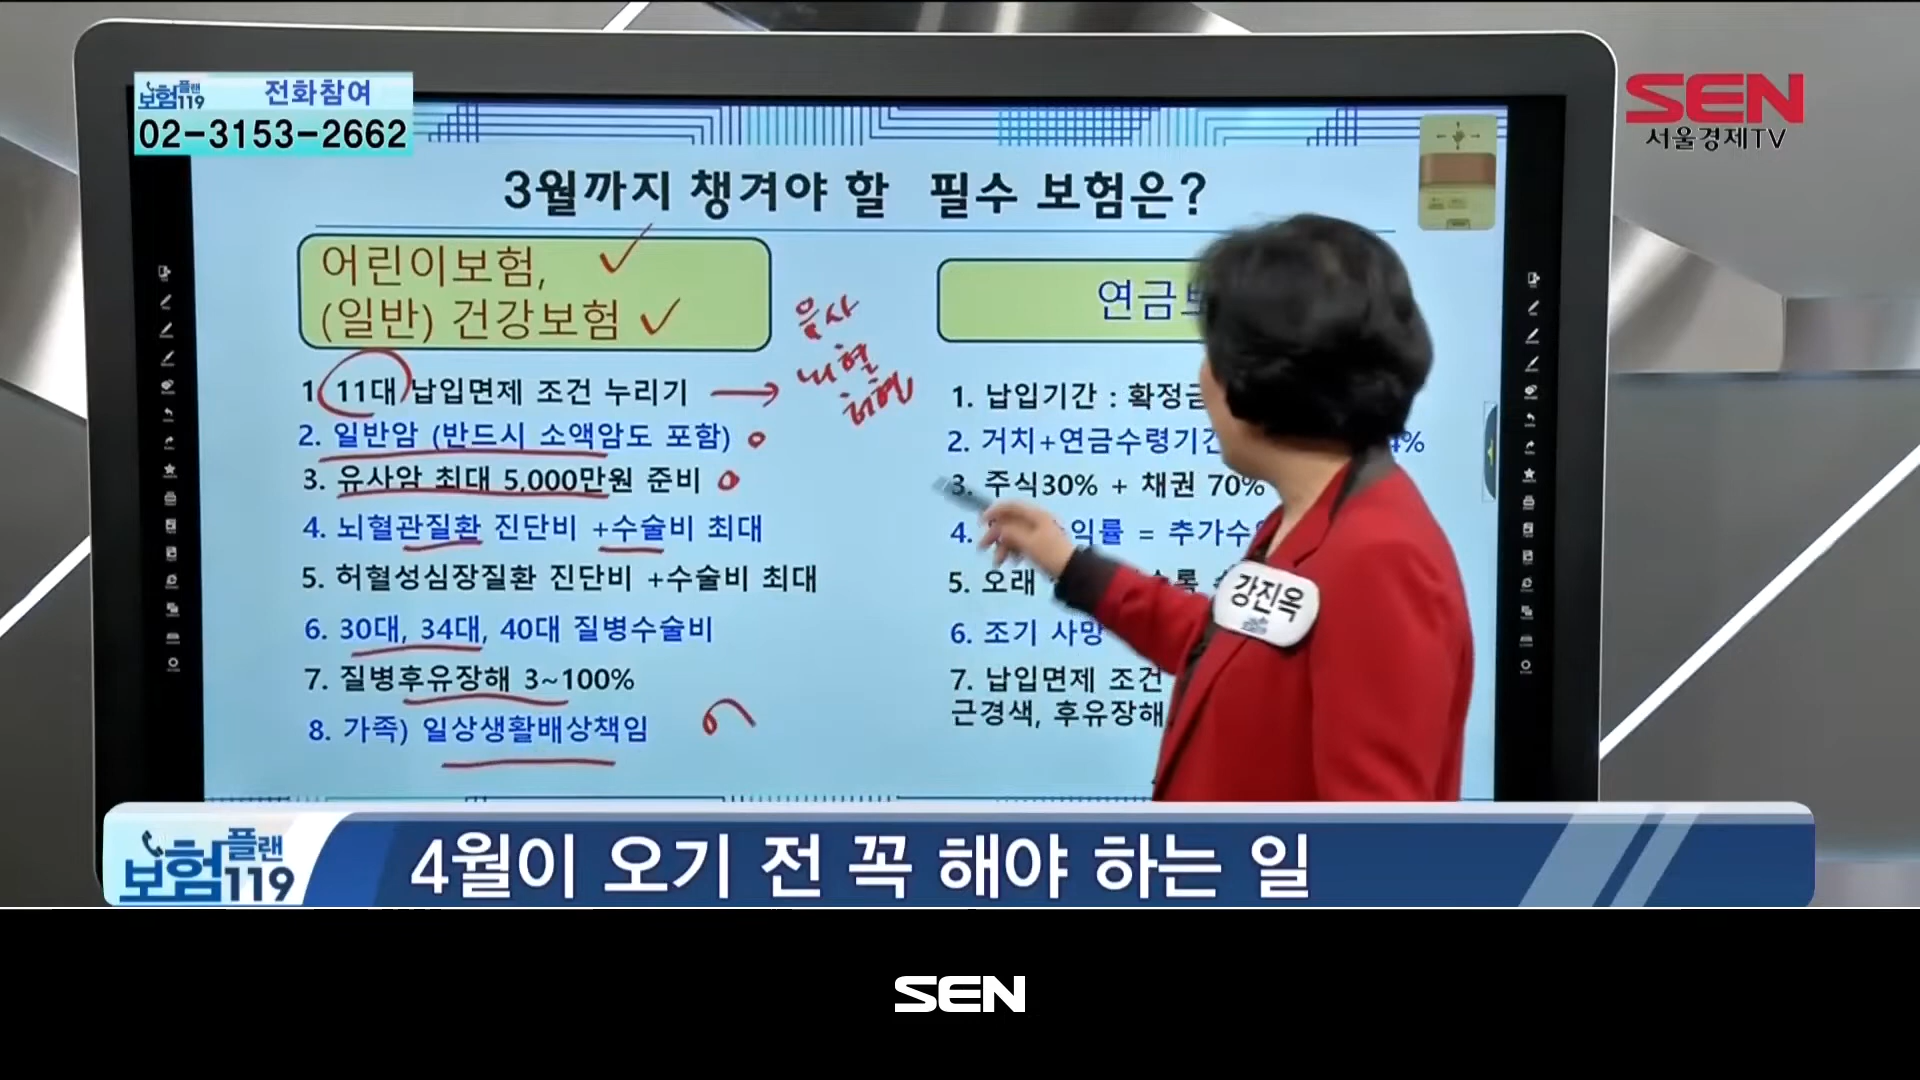 보험플랜119 전화참여
02-3153-2662
SEN
서울경제TV
3월까지 챙겨야 할 필수 보험은?
어린이보험,
(일반) 건강보험
유사
뇌혈
허혈
1 11대 납입면제 조건 누리기
2. 일반암 (반드시 소액암도 포함)
3. 유사암 최대 5,000만원 준비
4. 뇌혈관질환 진단비 +수술비 최대
5. 허혈성심장질환 진단비 +수술비 최대
6. 30대, 34대, 40대 질병수술비
7. 질병후유장해 3~100%
8. 가족) 일상생활배상책임
연금
1. 납입기간 : 확정금
2. 거치+연금수령기간 4%
3. 주식30% + 채권 70%
4. 익률 = 추가수
5. 오래 록
6. 조기 사망
7. 납입면제 조건
근경색, 후유장해
강진옥
보험플랜119
4월이 오기 전 꼭 해야 하는 일
SEN